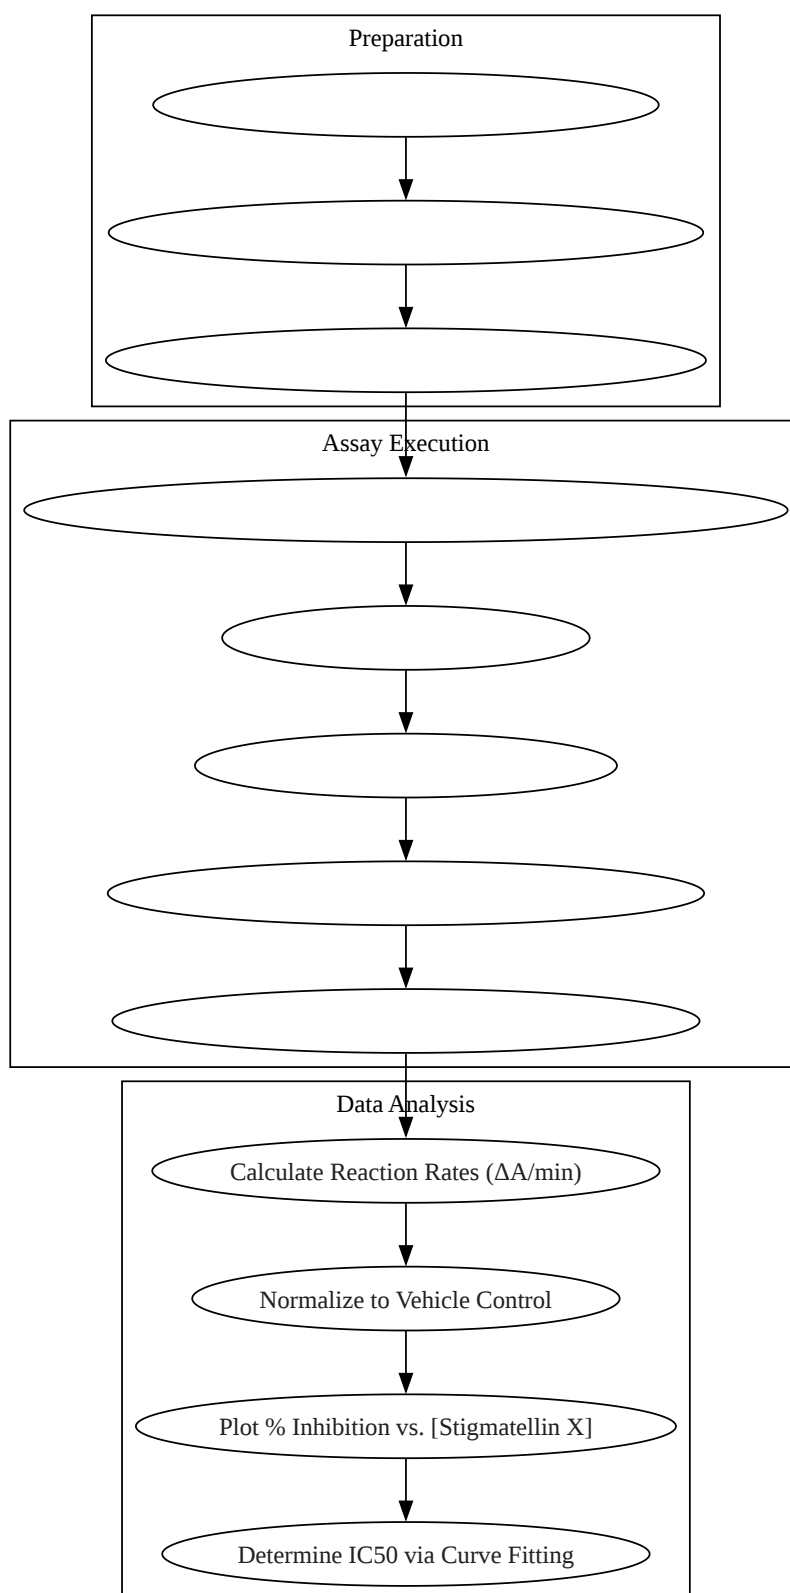 Preparation
Assay Execution
Data Analysis
Calculate Reaction Rates (ΔA/min)
Normalize to Vehicle Control
Plot % Inhibition vs. [Stigmatellin X]
Determine IC50 via Curve Fitting